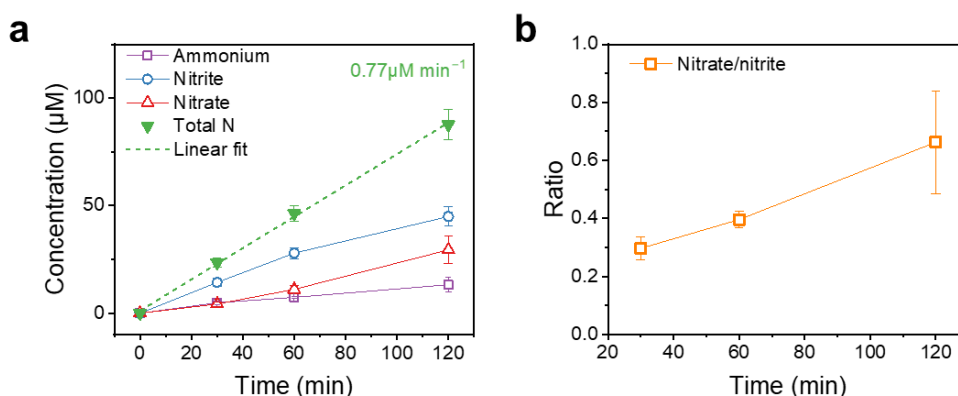 a
Ammonium
Nitrite
Nitrate
Total N
Linear fit
0.77µM min⁻¹
Concentration (µM)
100
50
0
0 20 40 60 80 100 120
Time (min)
b
Nitrate/nitrite
Ratio
1.0
0.8
0.6
0.4
0.2
0.0
20 40 60 80 100 120
Time (min)